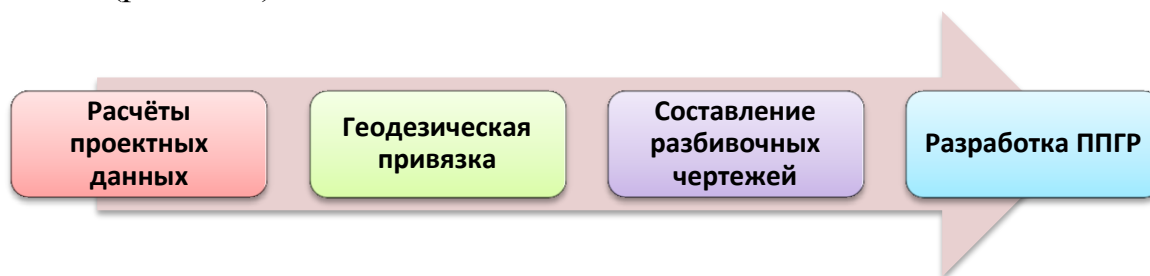 Расчёты
проектных
данных
Геодезическая
привязка
Составление
разбивочных
чертежей
Разработка ППГР